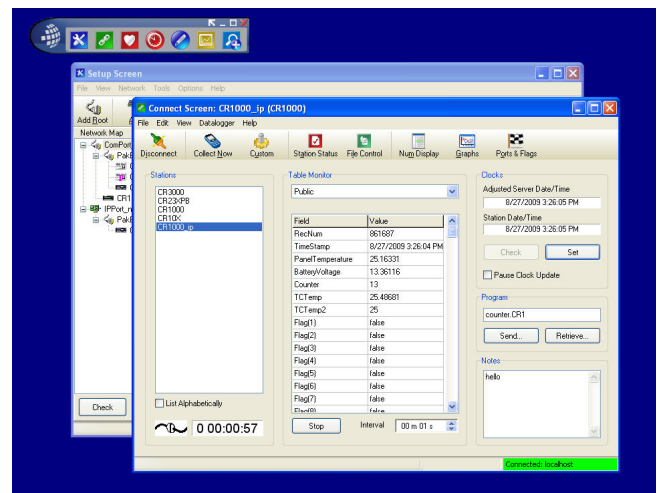 Setup Screen
File View Network Tools Options Help
Add Root
Network Map
ComPort
PakB
CR1
IPPort_n
PakB
Check
Connect Screen: CR1000_ip (CR1000)
File Edit View Datalogger Help
Disconnect Collect Now Custom Station Status File Control Num Display Graphs Ports & Flags
Stations
CR3000
CR23XPB
CR1000
CR10X
CR1000_ip
List Alphabetically
0 00:00:57
Table Monitor
Public
Field Value
RecNum 861687
TimeStamp 8/27/2009 3:26:04 PM
PanelTemperature 25.16331
BatteryVoltage 13.36116
Counter 13
TCTemp 25.48681
TCTemp2 25
Flag(1) false
Flag(2) false
Flag(3) false
Flag(4) false
Flag(5) false
Flag(6) false
Flag(7) false
Flag(8) false
Stop Interval 00 m 01 s
Clocks
Adjusted Server Date/Time
8/27/2009 3:26:05 PM
Station Date/Time
8/27/2009 3:26:05 PM
Check Set
Pause Clock Update
Program
counter.CR1
Send... Retrieve...
Notes
hello
Connected: localhost